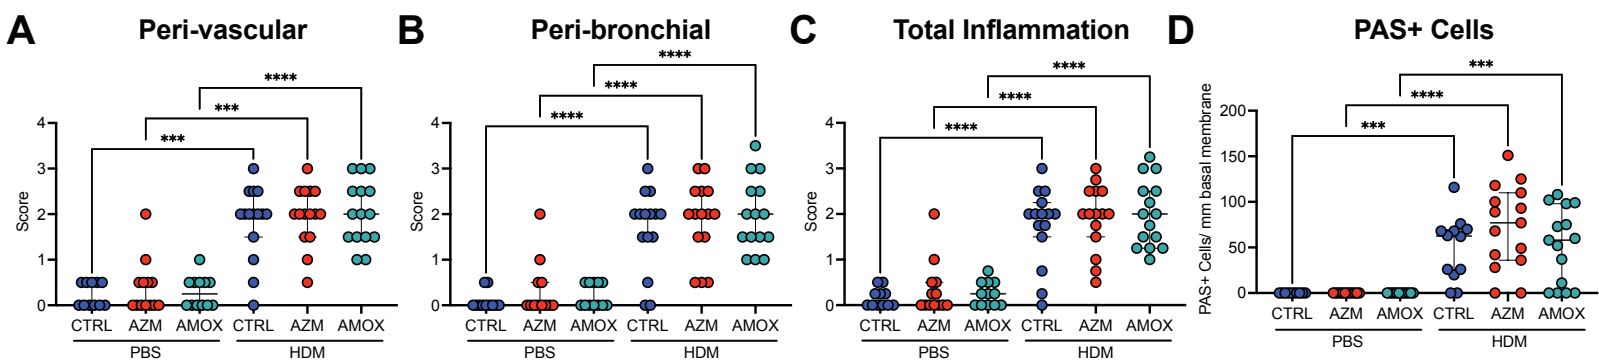 A Peri-vascular
Score
4
3
2
1
0
***
***
****
CTRL AZM AMOX CTRL AZM AMOX
PBS HDM
B Peri-bronchial
Score
4
3
2
1
0
****
****
****
CTRL AZM AMOX CTRL AZM AMOX
PBS HDM
C Total Inflammation
Score
4
3
2
1
0
****
****
****
CTRL AZM AMOX CTRL AZM AMOX
PBS HDM
D PAS+ Cells
PAS+ Cells/ mm basal membrane
200
150
100
50
0
***
****
***
CTRL AZM AMOX CTRL AZM AMOX
PBS HDM